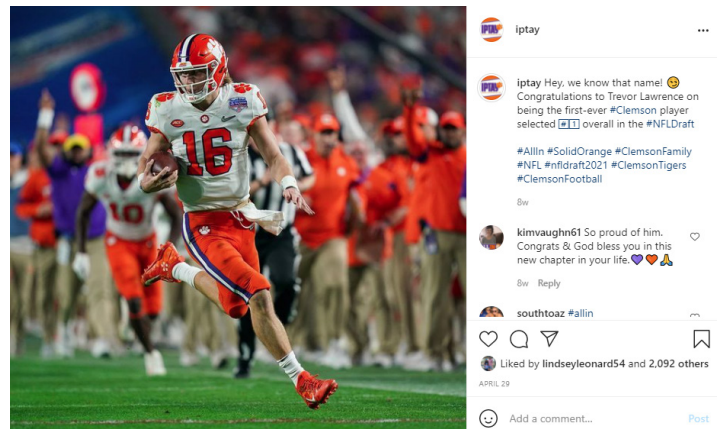 iptay
iptay Hey, we know that name! 😉
Congratulations to Trevor Lawrence on
being the first-ever #Clemson player
selected #️⃣1️⃣ overall in the #NFLDraft
#AllIn #SolidOrange #ClemsonFamily
#NFL #nfldraft2021 #ClemsonTigers
#ClemsonFootball
8w
kimvaughn61 So proud of him.
Congrats & God bless you in this
new chapter in your life.💜🧡🙏
8w Reply
southtoaz #allin
Liked by lindseyleonard54 and 2,092 others
APRIL 29
Add a comment...
Post
IPTAY
IPTAY
16
10
ACC